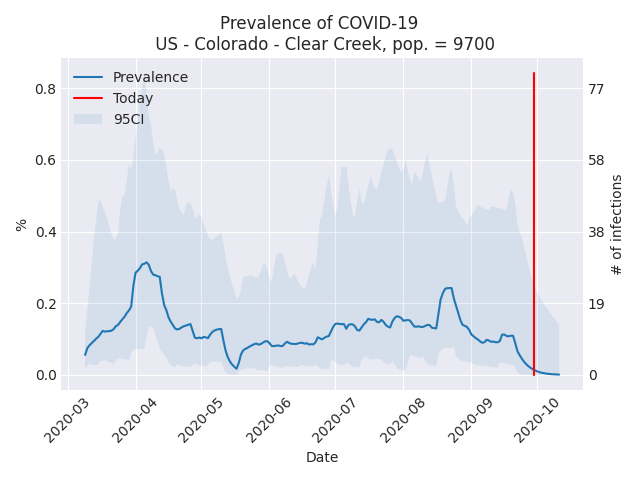 Prevalence of COVID-19
US - Colorado - Clear Creek, pop. = 9700
Prevalence
Today
95CI
0.8
0.6
0.4
0.2
0.0
%
77
58
38
19
0
# of infections
2020-03
2020-04
2020-05
2020-06
2020-07
2020-08
2020-09
2020-10
Date